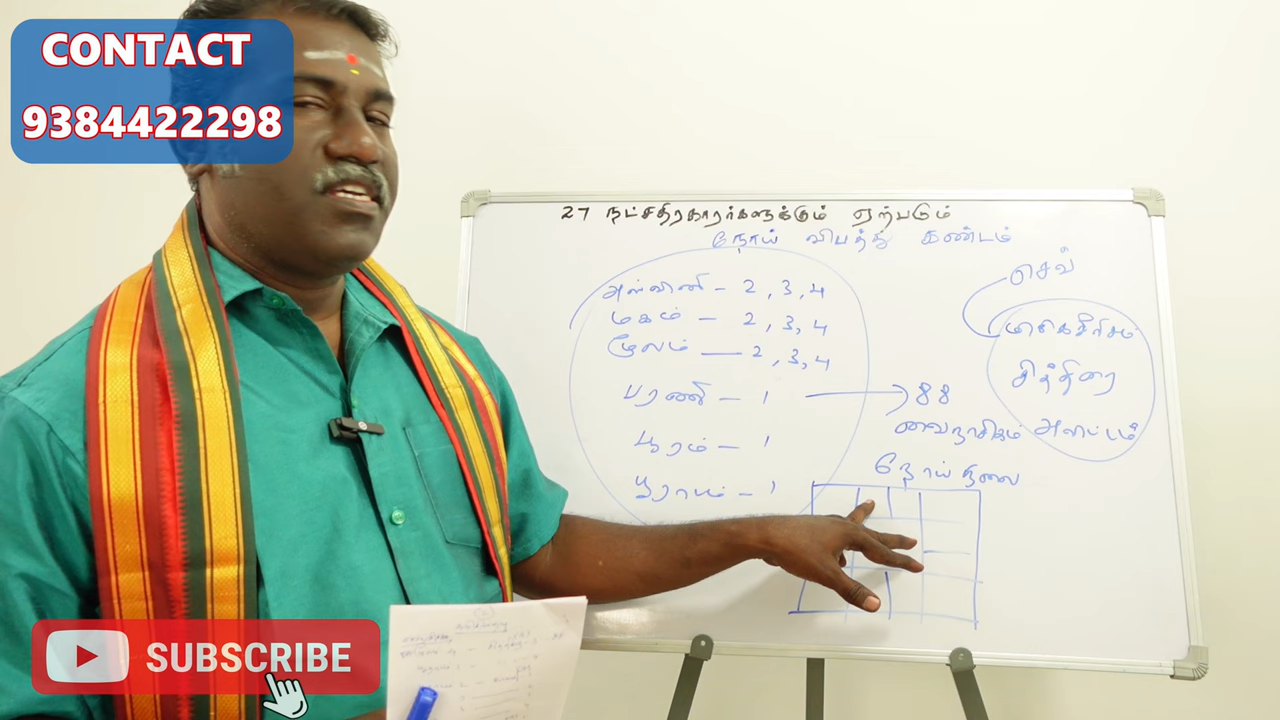 CONTACT
9384422298
27 நட்சதிரகாரர்களுக்கும் ஏற்படும்
நோய் விபத்து கண்டம்
அஸ்வினி - 2, 3, 4
மகம் - 2, 3, 4
மூலம் - 2, 3, 4
பரணி - 1 → 88
வைநாசிகம்
பூரம் - 1
பூராடம் - 1
செவ்
மிருகசீரிசம்
சித்திரை
அவிட்டம்
நோய் நிலை
SUBSCRIBE